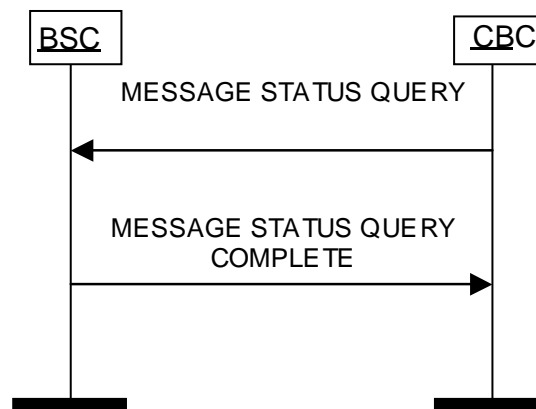 BSC
CBC
MESSAGE STATUS QUERY
MESSAGE STATUS QUERY
COMPLETE